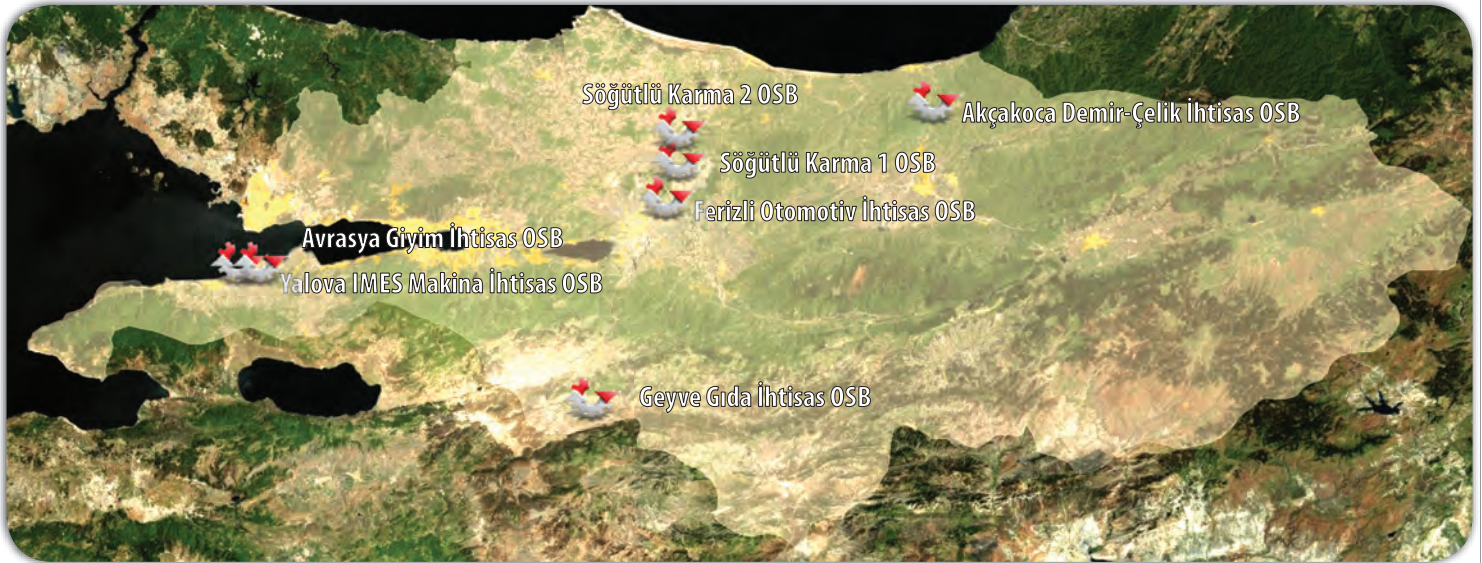 Söğütlü Karma 2 OSB
Akçakoca Demir-Çelik İhtisas OSB
Söğütlü Karma 1 OSB
Ferizli Otomotiv İhtisas OSB
Avrasya Giyim İhtisas OSB
Yalova IMES Makina İhtisas OSB
Geyve Gıda İhtisas OSB